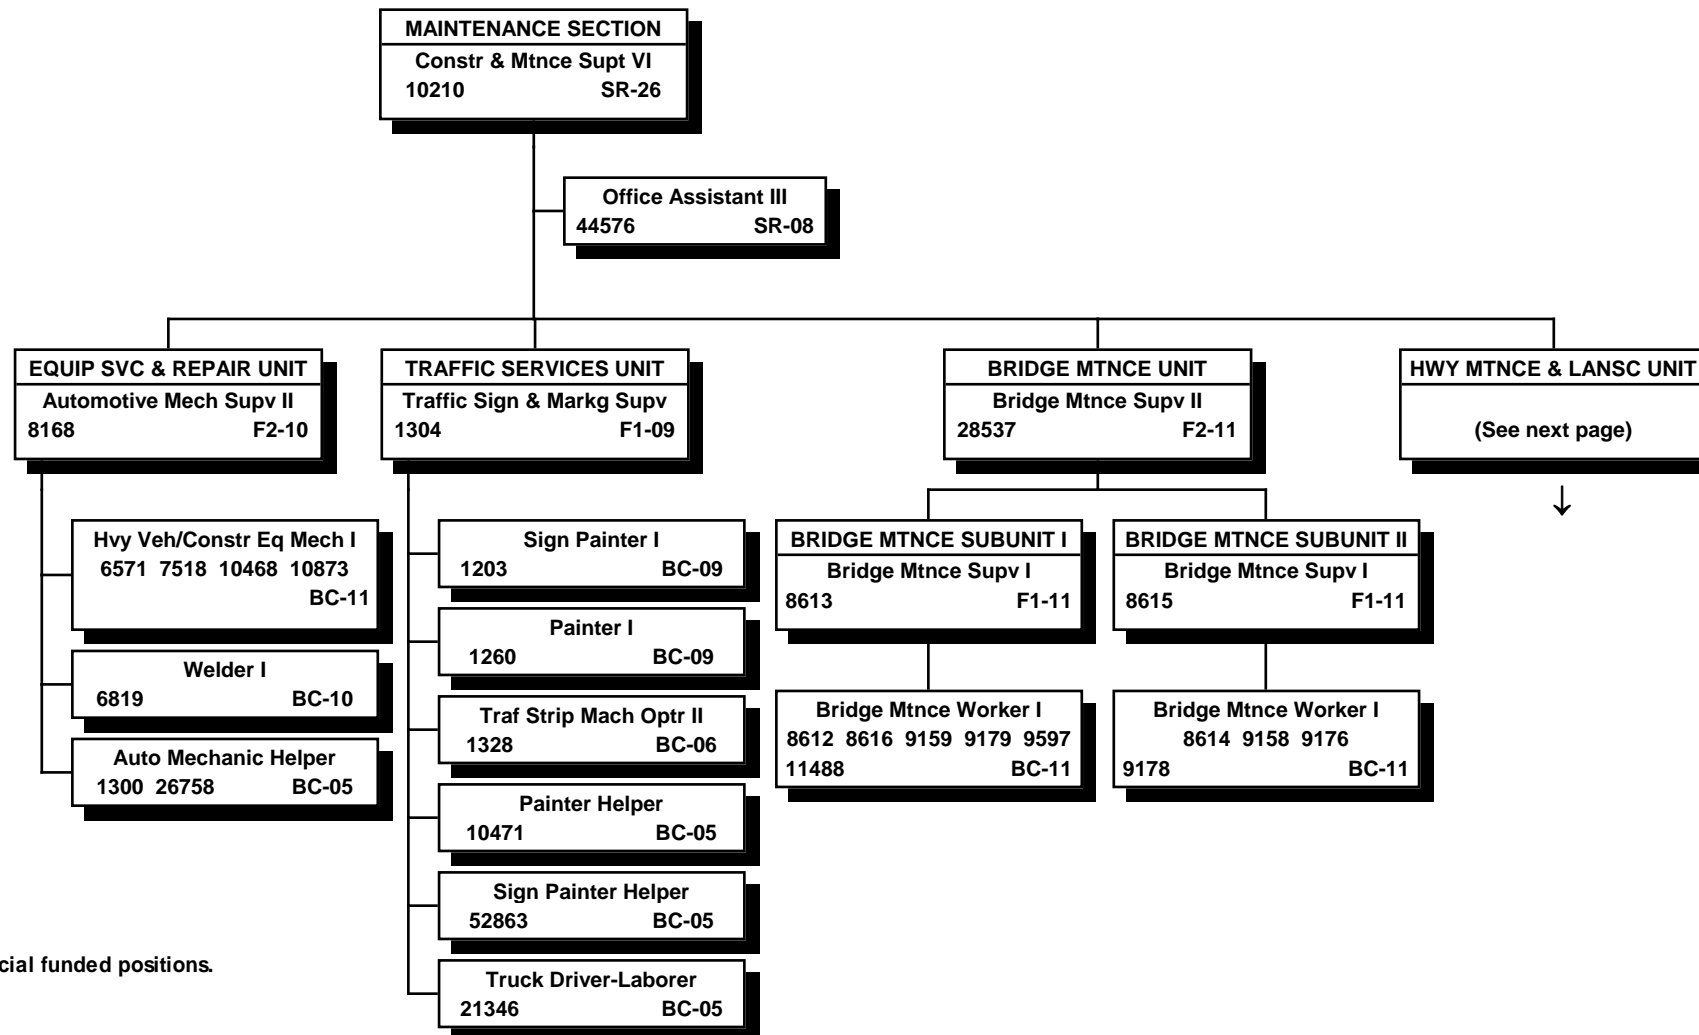 MAINTENANCE SECTION
Constr & Mtnce Supt VI
10210 SR-26
Office Assistant III
44576 SR-08
EQUIP SVC & REPAIR UNIT
Automotive Mech Supv II
8168 F2-10
Hvy Veh/Constr Eq Mech I
6571 7518 10468 10873
BC-11
Welder I
6819 BC-10
Auto Mechanic Helper
1300 26758 BC-05
TRAFFIC SERVICES UNIT
Traffic Sign & Markg Supv
1304 F1-09
Sign Painter I
1203 BC-09
Painter I
1260 BC-09
Traf Strip Mach Optr II
1328 BC-06
Painter Helper
10471 BC-05
Sign Painter Helper
52863 BC-05
Truck Driver-Laborer
21346 BC-05
BRIDGE MTNCE UNIT
Bridge Mtnce Supv II
28537 F2-11
BRIDGE MTNCE SUBUNIT I
Bridge Mtnce Supv I
8613 F1-11
Bridge Mtnce Worker I
8612 8616 9159 9179 9597
11488 BC-11
BRIDGE MTNCE SUBUNIT II
Bridge Mtnce Supv I
8615 F1-11
Bridge Mtnce Worker I
8614 9158 9176
9178 BC-11
HWY MTNCE & LANSC UNIT
(See next page)
↓
cial funded positions.